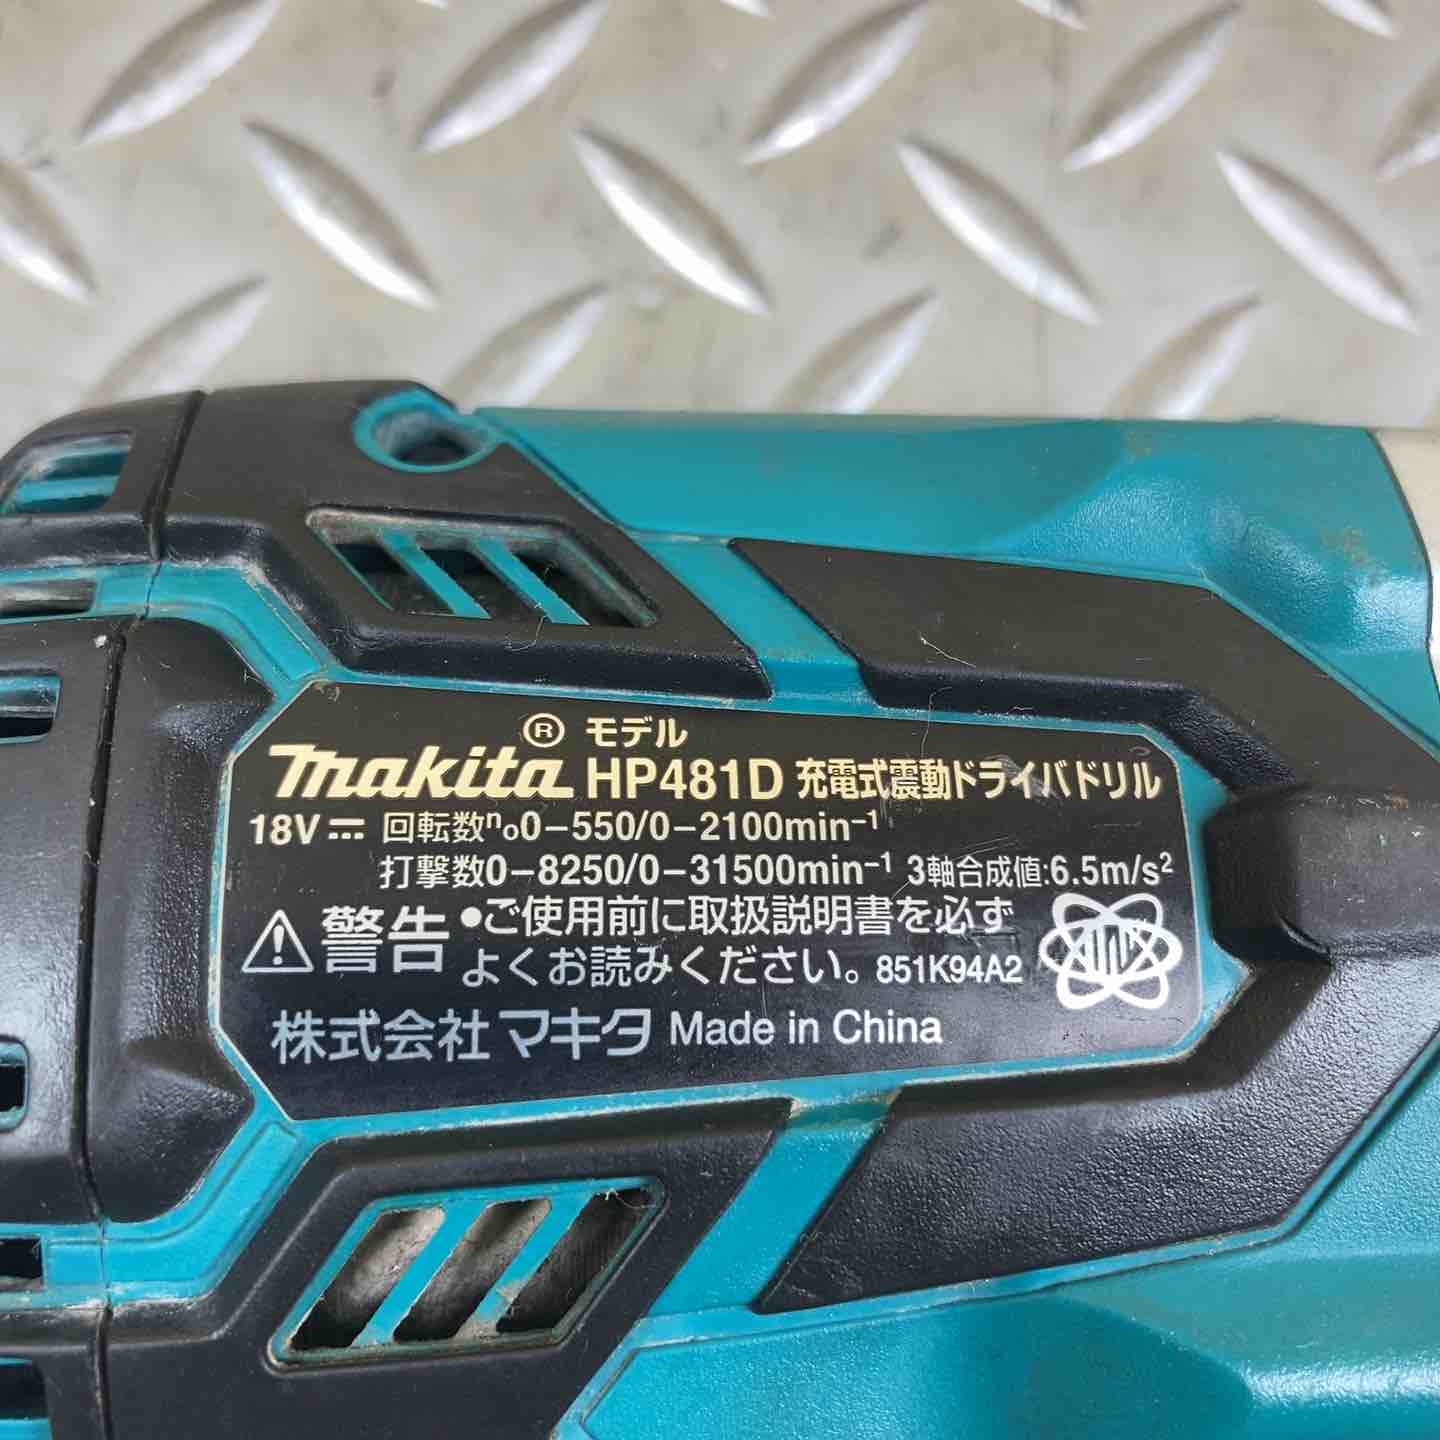 makita® モデル HP481D 充電式震動ドライバドリル
18V⎓ 回転数n₀0-550/0-2100min⁻¹
打撃数0-8250/0-31500min⁻¹ 3軸合成値:6.5m/s²
⚠警告 ●ご使用前に取扱説明書を必ず
よくお読みください。 851K94A2
株式会社マキタ Made in China